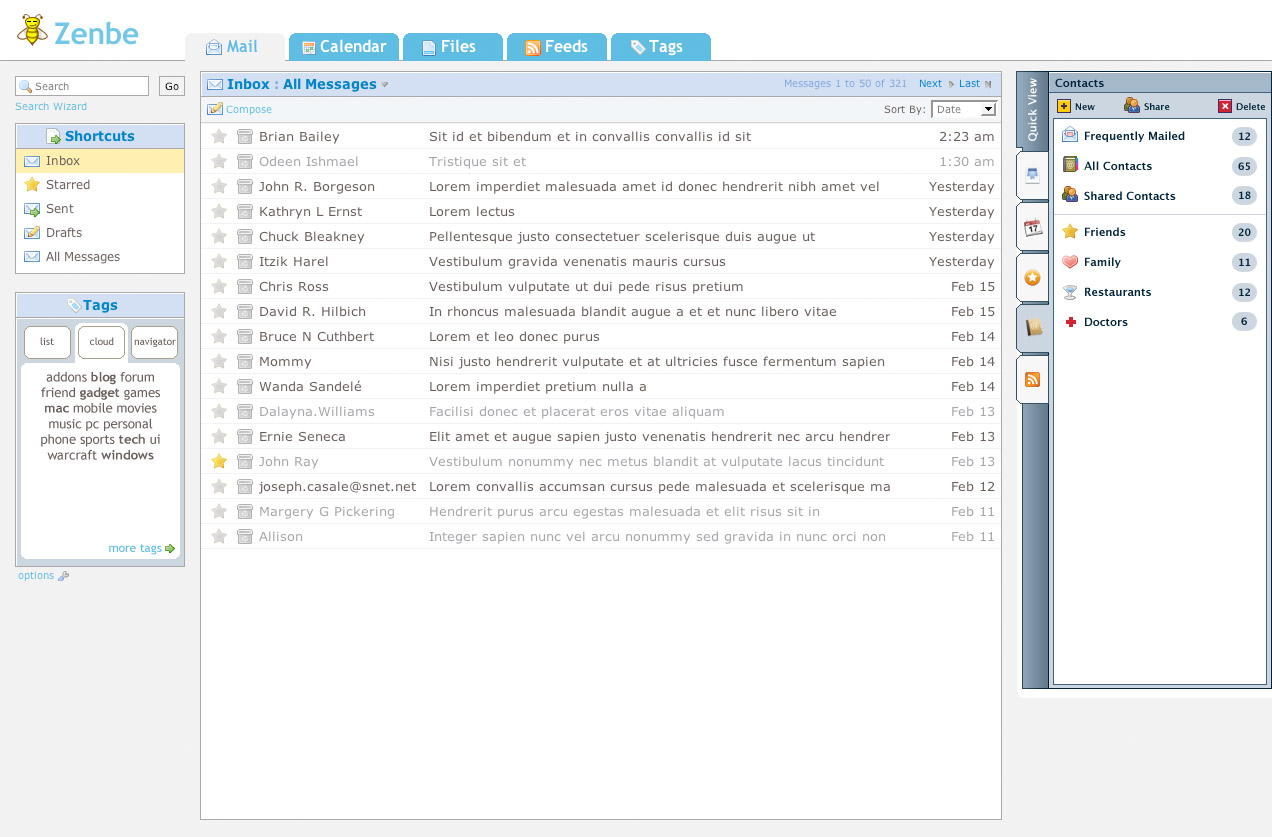 Zenbe
Mail
Calendar
Files
Feeds
Tags
Search
Go
Search Wizard
Shortcuts
Inbox
Starred
Sent
Drafts
All Messages
Tags
list
cloud
navigator
addons blog forum
friend gadget games
mac mobile movies
music pc personal
phone sports tech ui
warcraft windows
more tags
options
Inbox : All Messages
Messages 1 to 50 of 321
Next
Last
Compose
Sort By: Date
Brian Bailey Sit id et bibendum et in convallis convallis id sit 2:23 am
Odeen Ishmael Tristique sit et 1:30 am
John R. Borgeson Lorem imperdiet malesuada amet id donec hendrerit nibh amet vel Yesterday
Kathryn L Ernst Lorem lectus Yesterday
Chuck Bleakney Pellentesque justo consectetuer scelerisque duis augue ut Yesterday
Itzik Harel Vestibulum gravida venenatis mauris cursus Yesterday
Chris Ross Vestibulum vulputate ut dui pede risus pretium Feb 15
David R. Hilbich In rhoncus malesuada blandit augue a et et nunc libero vitae Feb 15
Bruce N Cuthbert Lorem et leo donec purus Feb 14
Mommy Nisi justo hendrerit vulputate et at ultricies fusce fermentum sapien Feb 14
Wanda Sandelé Lorem imperdiet pretium nulla a Feb 14
Dalayna.Williams Facilisi donec et placerat eros vitae aliquam Feb 13
Ernie Seneca Elit amet et augue sapien justo venenatis hendrerit nec arcu hendrer Feb 13
John Ray Vestibulum nonummy nec metus blandit at vulputate lacus tincidunt Feb 13
joseph.casale@snet.net Lorem convallis accumsan cursus pede malesuada et scelerisque ma Feb 12
Margery G Pickering Hendrerit purus arcu egestas malesuada et elit risus sit in Feb 11
Allison Integer sapien nunc vel arcu nonummy sed gravida in nunc orci non Feb 11
Quick View
17
Contacts
New
Share
Delete
Frequently Mailed 12
All Contacts 65
Shared Contacts 18
Friends 20
Family 11
Restaurants 12
Doctors 6